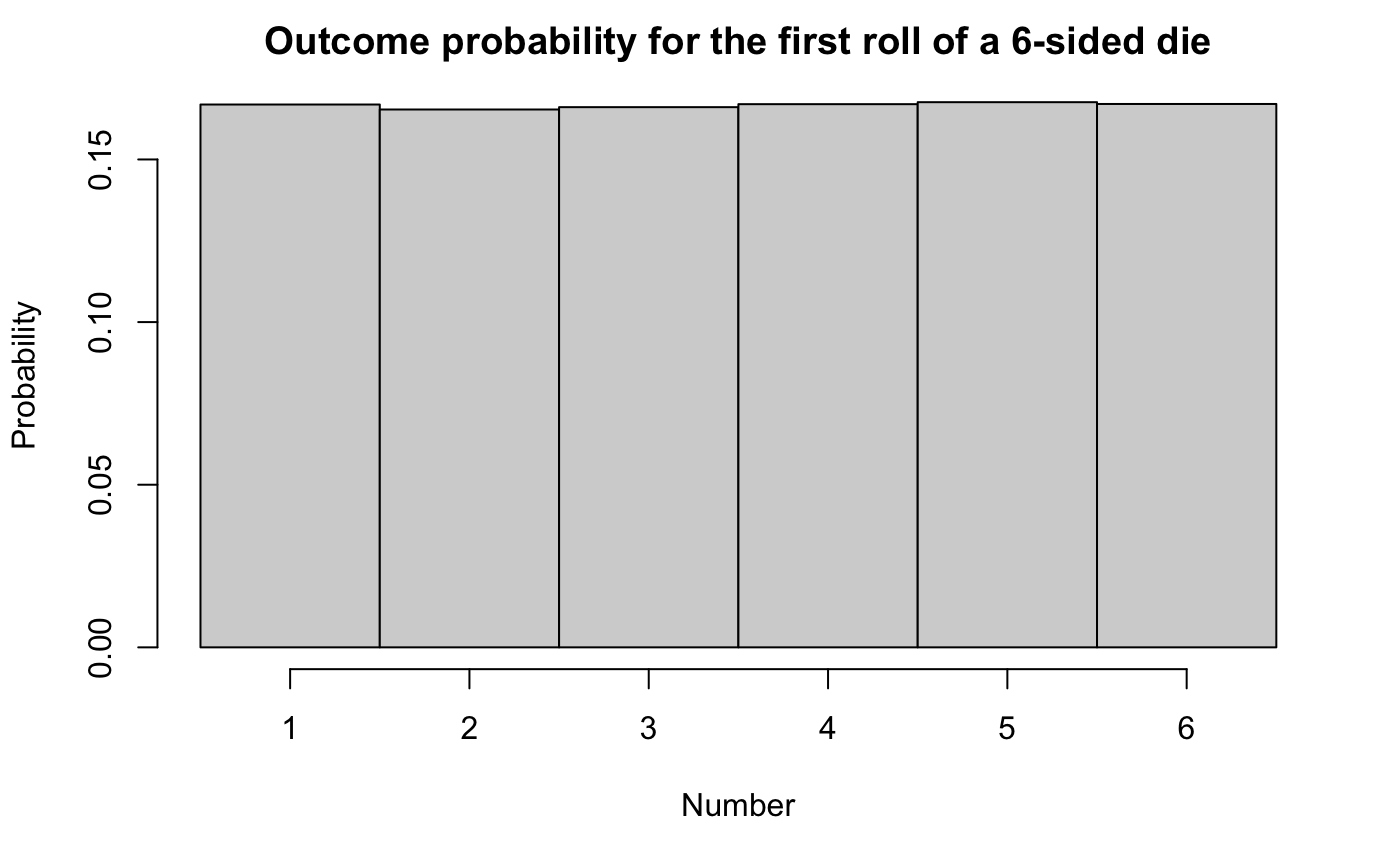 Outcome probability for the first roll of a 6-sided die
Probability
0.15
0.10
0.05
0.00
1 2 3 4 5 6
Number